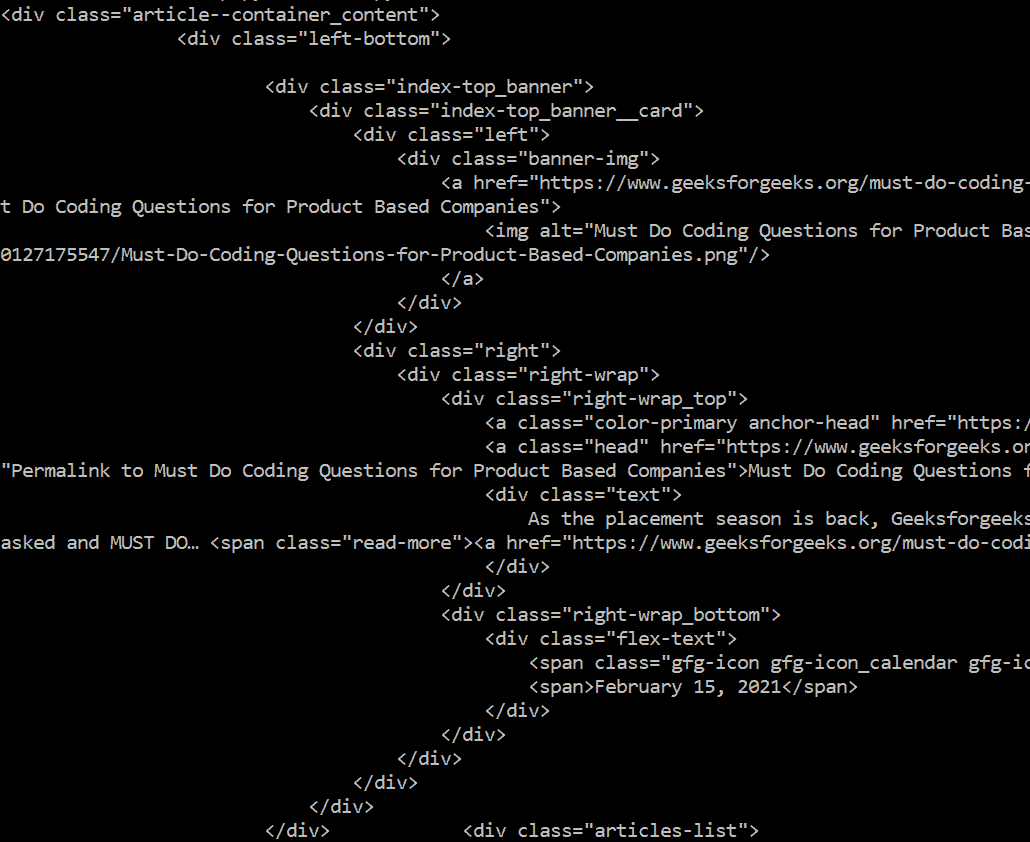 <div class="article--container_content">
<div class="left-bottom">
<div class="index-top_banner">
<div class="index-top_banner__card">
<div class="left">
<div class="banner-img">
<a href="https://www.geeksforgeeks.org/must-do-coding-
t Do Coding Questions for Product Based Companies">
<img alt="Must Do Coding Questions for Product Bas
0127175547/Must-Do-Coding-Questions-for-Product-Based-Companies.png"/>
</a>
</div>
</div>
<div class="right">
<div class="right-wrap">
<div class="right-wrap_top">
<a class="color-primary anchor-head" href="https:/
<a class="head" href="https://www.geeksforgeeks.or
"Permalink to Must Do Coding Questions for Product Based Companies">Must Do Coding Questions f
<div class="text">
As the placement season is back, Geeksforgeeks
asked and MUST DO… <span class="read-more"><a href="https://www.geeksforgeeks.org/must-do-codi
</div>
</div>
<div class="right-wrap_bottom">
<div class="flex-text">
<span class="gfg-icon gfg-icon_calendar gfg-ic
<span>February 15, 2021</span>
</div>
</div>
</div>
</div>
</div>
</div> <div class="articles-list">